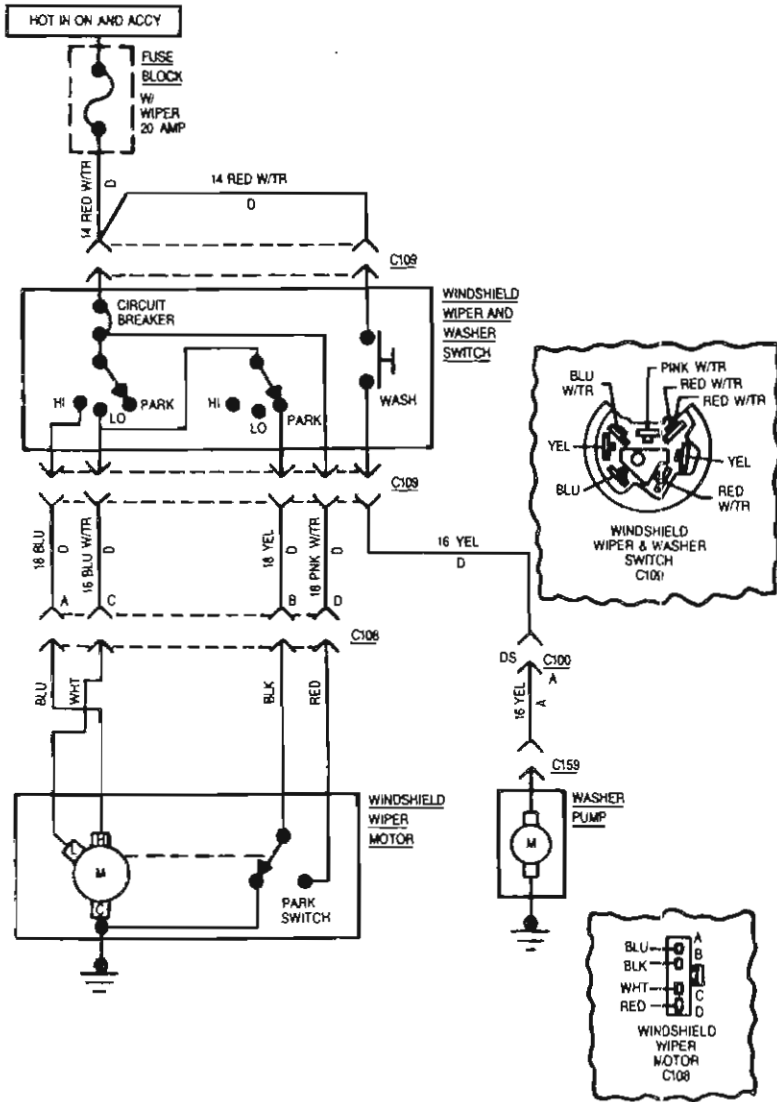 HOT IN ON AND ACCY
FUSE
BLOCK
W/
WIPER
20 AMP
14 RED W/TR
D
14 RED W/TR
D
C109
CIRCUIT
BREAKER
HI
LO
PARK
HI
LO
PARK
WASH
WINDSHIELD
WIPER AND
WASHER
SWITCH
C109
18 BLU
D
16 BLU W/TR
D
18 YEL
D
16 PNK W/TR
D
16 YEL
D
A
C
B
D
C108
BLU
WHT
BLK
RED
DS
C100
A
16 YEL
A
C159
WINDSHIELD
WIPER
MOTOR
L
H
M
C
PARK
SWITCH
WASHER
PUMP
M
BLU
W/TR
PINK W/TR
RED W/TR
RED W/TR
YEL
YEL
BLU
RED
W/TR
WINDSHIELD
WIPER & WASHER
SWITCH
C109
BLU
A
B
BLK
WHT
C
RED
D
WINDSHIELD
WIPER
MOTOR
C108